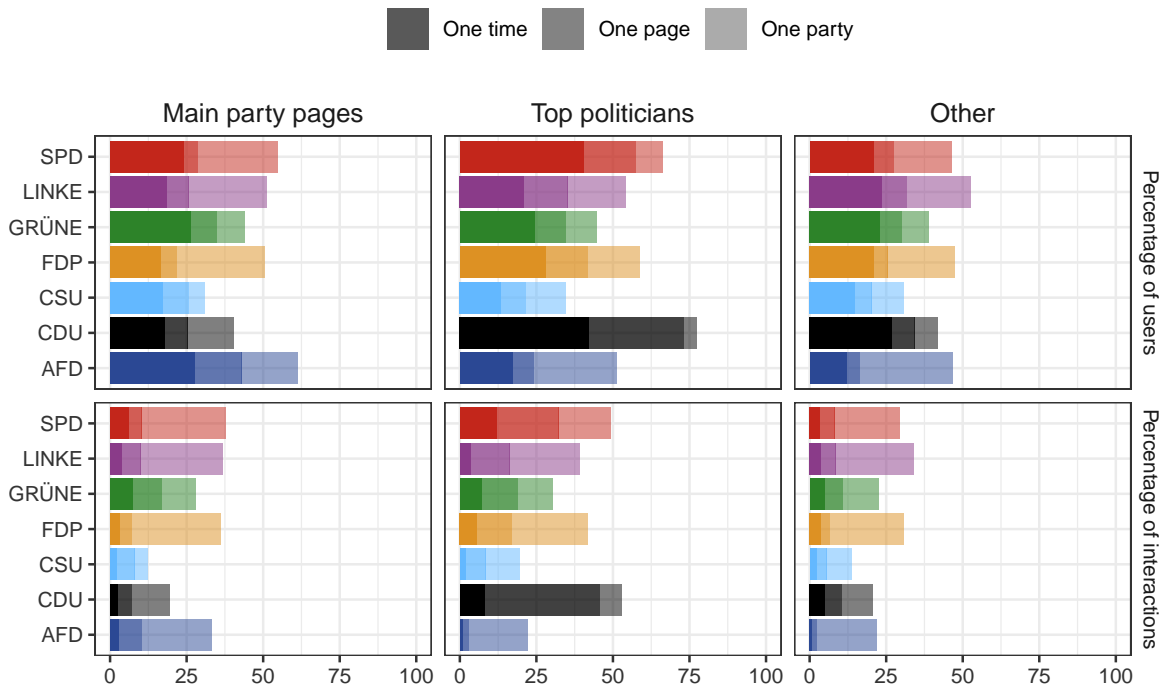 One time One page One party
Main party pages Top politicians Other
SPD
LINKE
GRÜNE
FDP
CSU
CDU
AFD
Percentage of users
SPD
LINKE
GRÜNE
FDP
CSU
CDU
AFD
Percentage of interactions
0 25 50 75 100 0 25 50 75 100 0 25 50 75 100